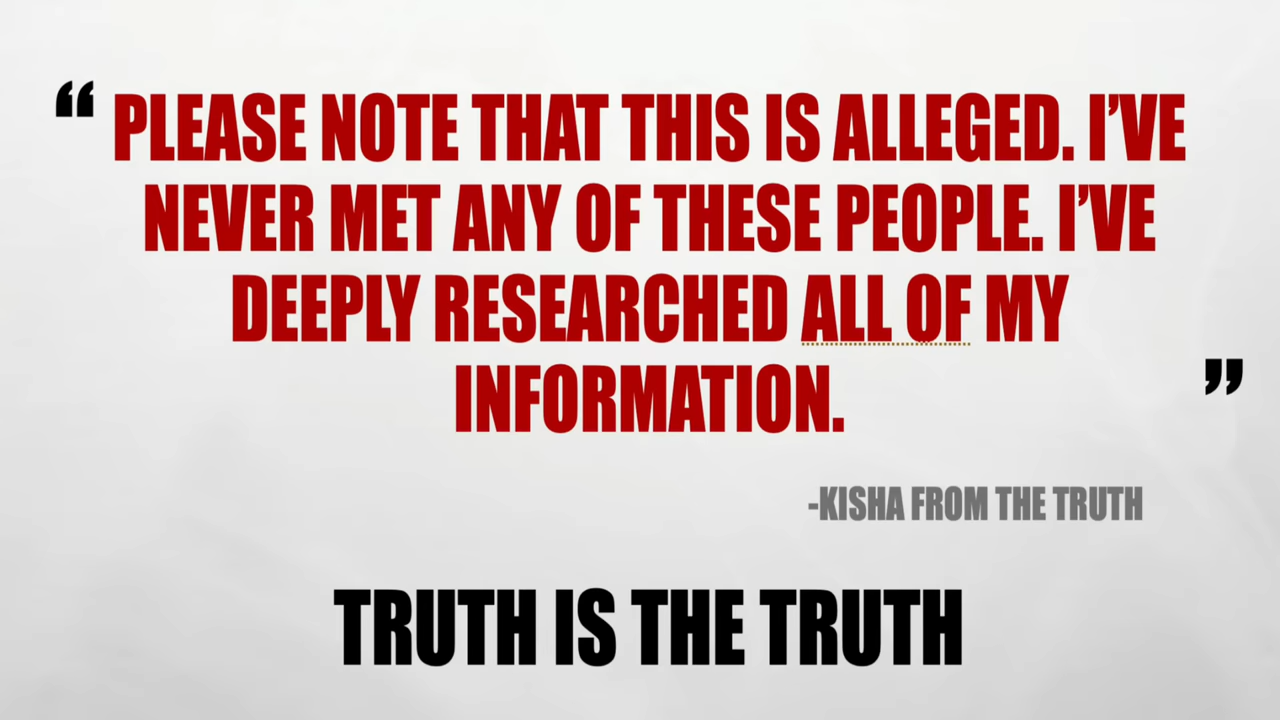 “ PLEASE NOTE THAT THIS IS ALLEGED. I’VE
NEVER MET ANY OF THESE PEOPLE. I’VE
DEEPLY RESEARCHED ALL OF MY
INFORMATION. ”
-KISHA FROM THE TRUTH
TRUTH IS THE TRUTH